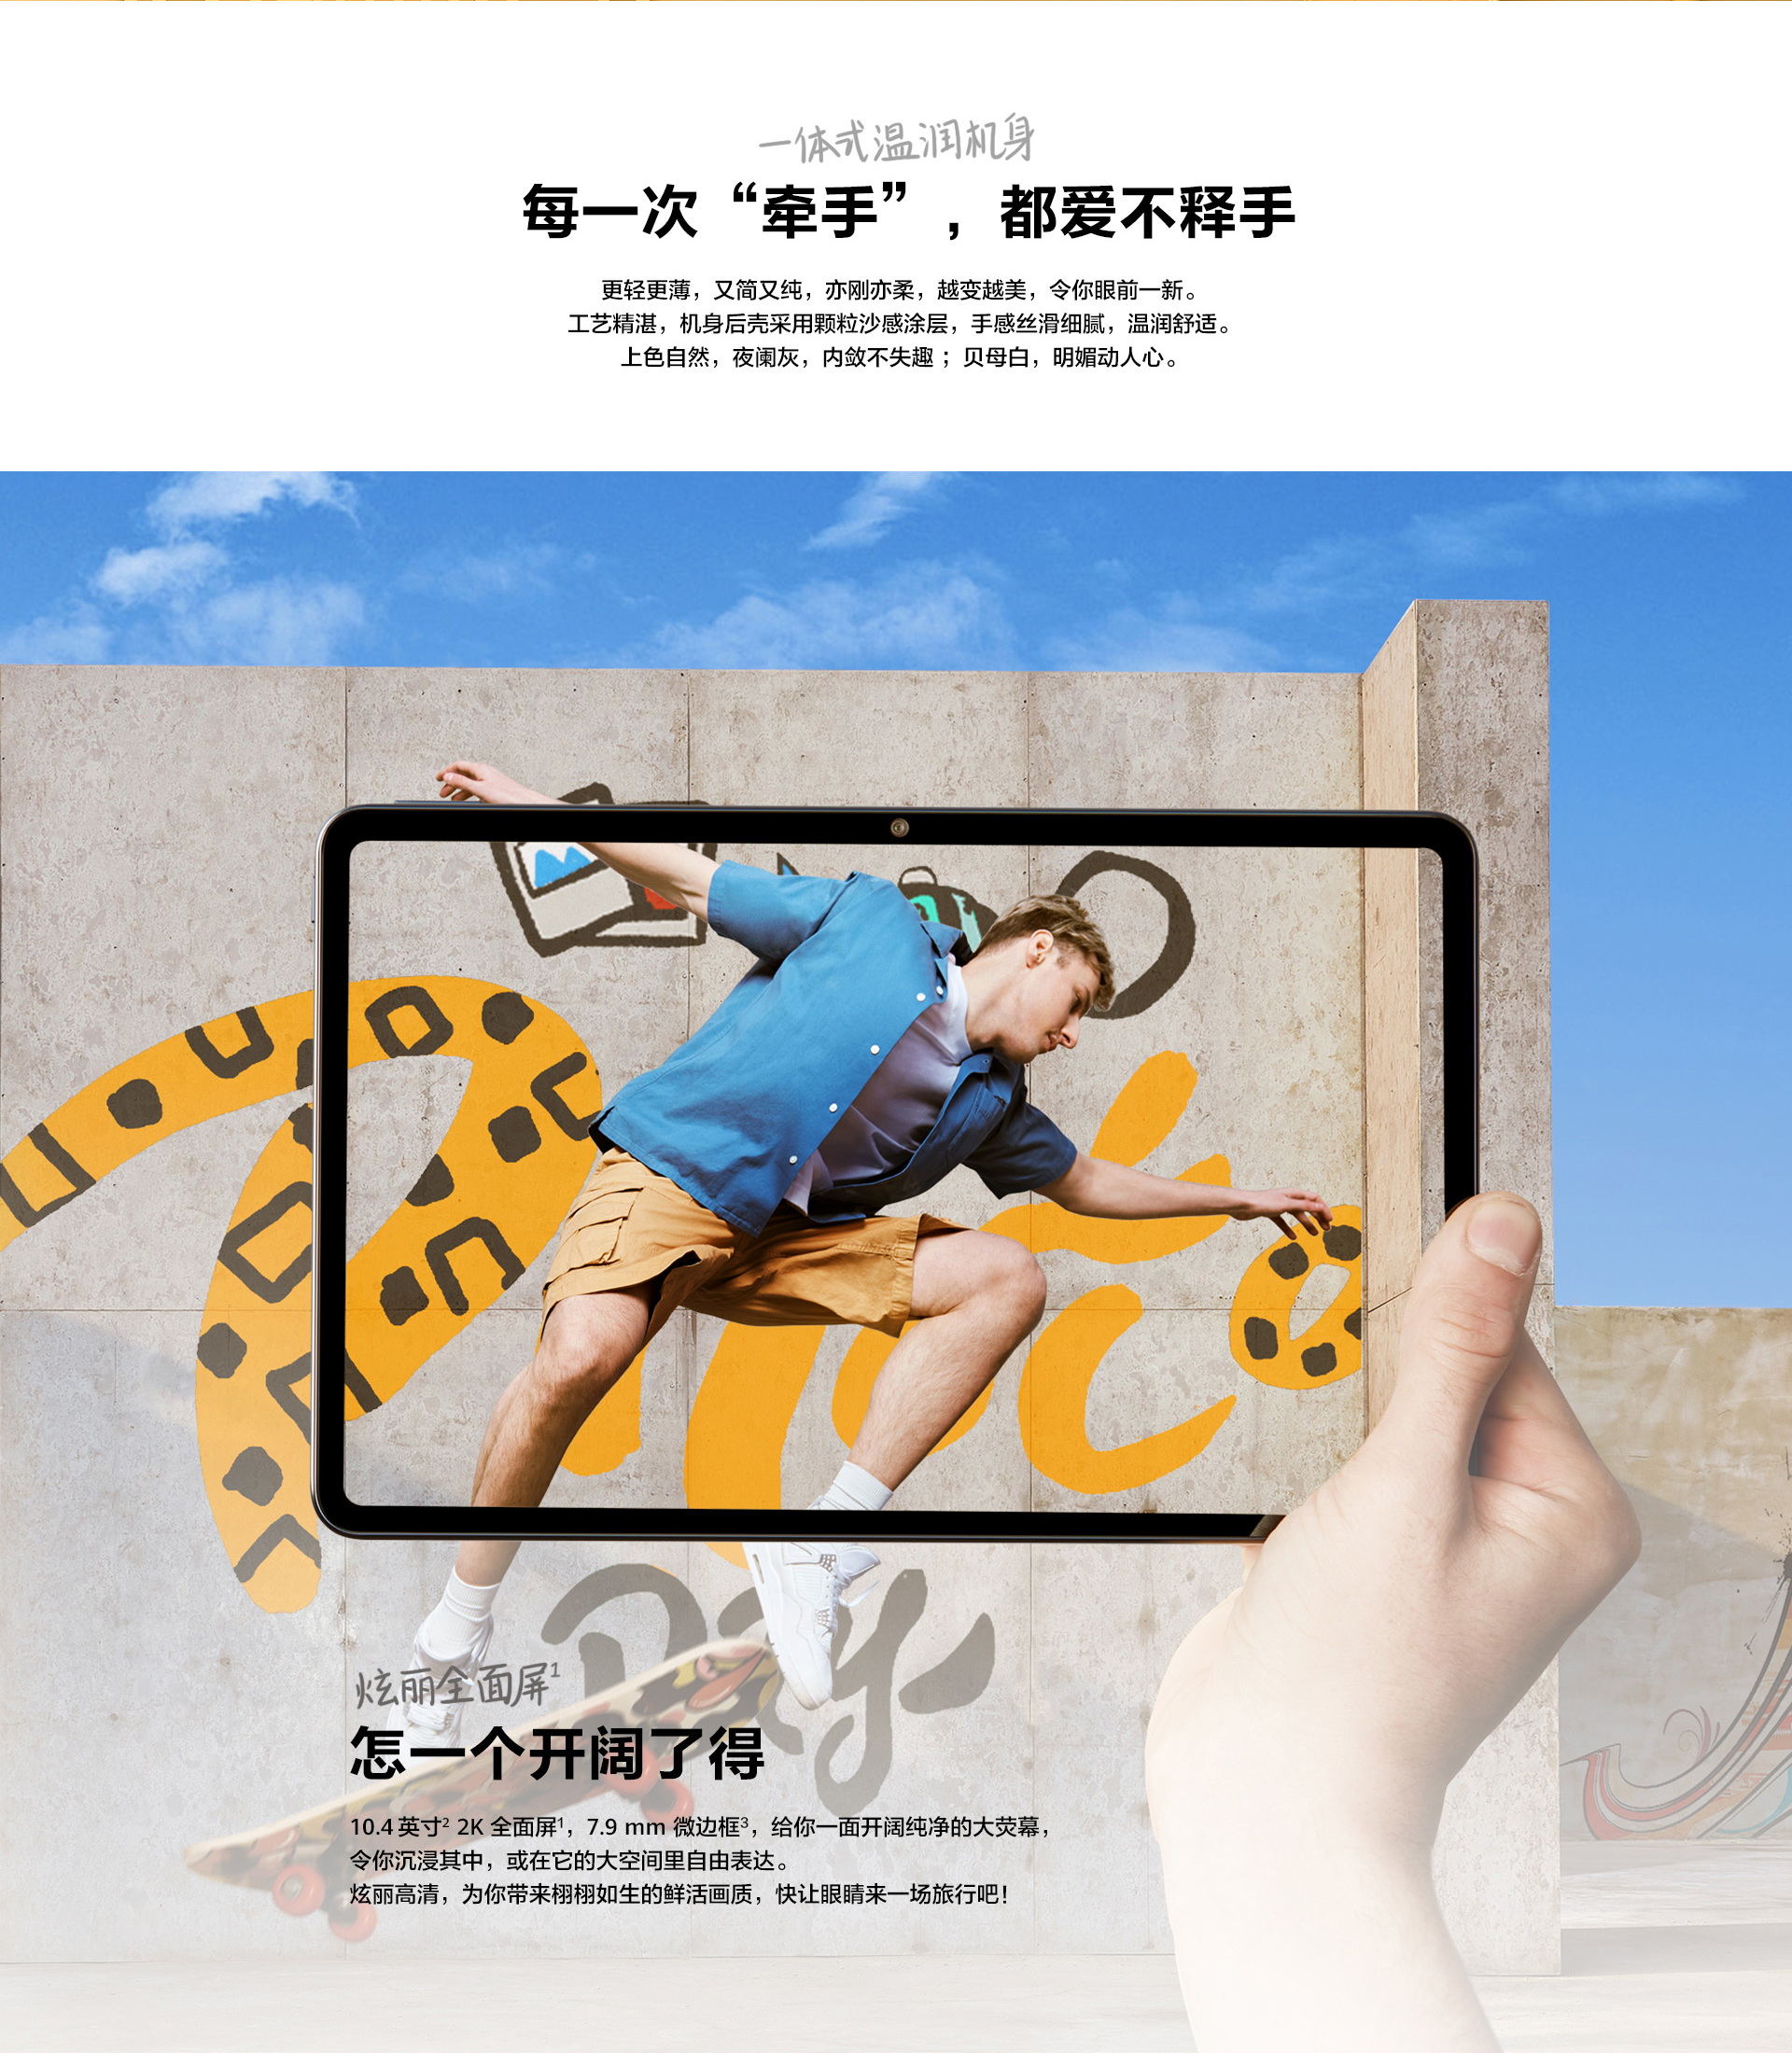 一体式温润机身
每一次“牵手”，都爱不释手
更轻更薄，又简又纯，亦刚亦柔，越变越美，令你眼前一新。
工艺精湛，机身后壳采用颗粒沙感涂层，手感丝滑细腻，温润舒适。
上色自然，夜阑灰，内敛不失趣；贝母白，明媚动人心。
炫丽全面屏¹
怎一个开阔了得
10.4 英寸² 2K 全面屏¹，7.9 mm 微边框³，给你一面开阔纯净的大荧幕，
令你沉浸其中，或在它的大空间里自由表达。
炫丽高清，为你带来栩栩如生的鲜活画质，快让眼睛来一场旅行吧！